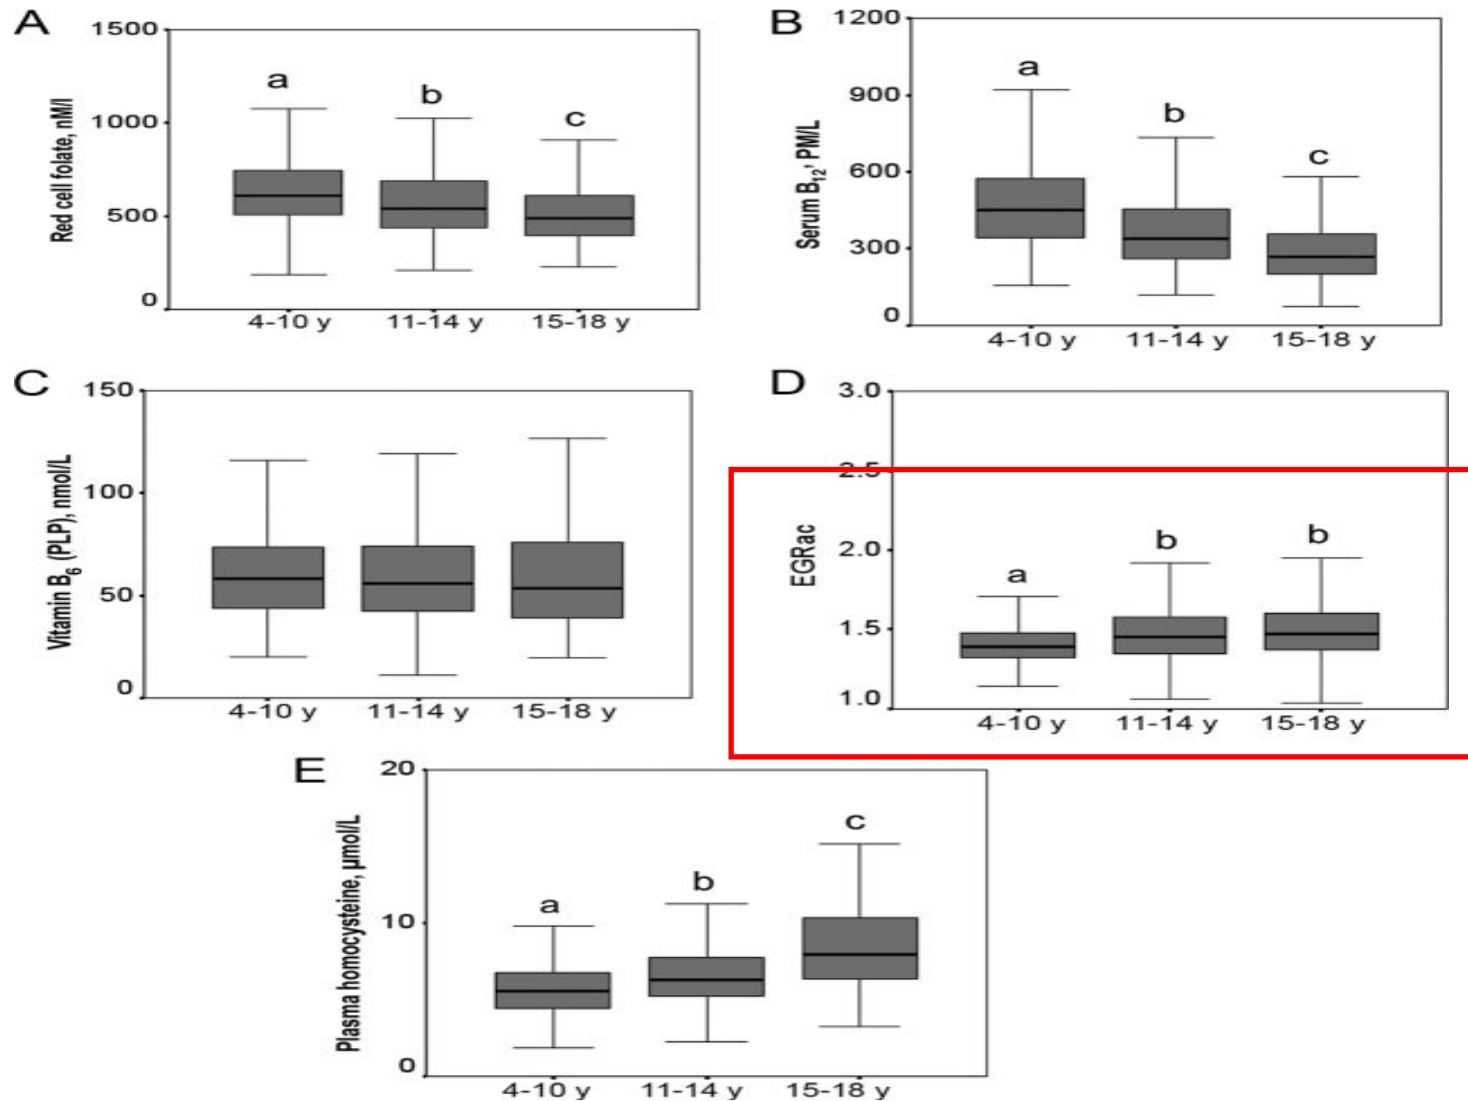 A
Red cell folate, nM/l
1500
1000
500
0
a
b
c
4-10 y
11-14 y
15-18 y
B
Serum B12, PM/L
1200
900
600
300
0
a
b
c
4-10 y
11-14 y
15-18 y
C
Vitamin B6 (PLP), nmol/L
150
100
50
0
4-10 y
11-14 y
15-18 y
D
EGRac
3.0
2.5
2.0
1.5
1.0
a
b
b
4-10 y
11-14 y
15-18 y
E
Plasma homocysteine, µmol/L
20
10
0
a
b
c
4-10 y
11-14 y
15-18 y